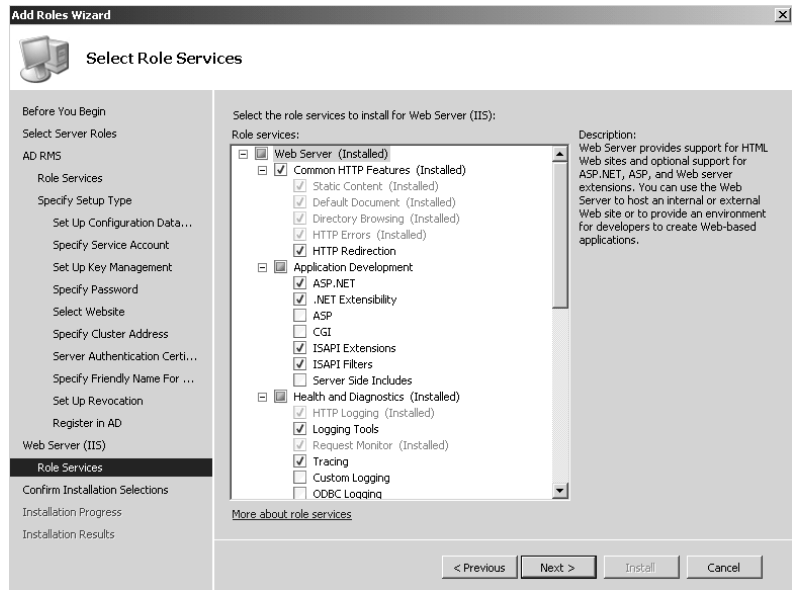 Add Roles Wizard
Select Role Services
Before You Begin
Select Server Roles
AD RMS
Role Services
Specify Setup Type
Set Up Configuration Data...
Specify Service Account
Set Up Key Management
Specify Password
Select Website
Specify Cluster Address
Server Authentication Certi...
Specify Friendly Name For ...
Set Up Revocation
Register in AD
Web Server (IIS)
Role Services
Confirm Installation Selections
Installation Progress
Installation Results
Select the role services to install for Web Server (IIS):
Role services:
Web Server (Installed)
Common HTTP Features (Installed)
Static Content (Installed)
Default Document (Installed)
Directory Browsing (Installed)
HTTP Errors (Installed)
HTTP Redirection
Application Development
ASP.NET
.NET Extensibility
ASP
CGI
ISAPI Extensions
ISAPI Filters
Server Side Includes
Health and Diagnostics (Installed)
HTTP Logging (Installed)
Logging Tools
Request Monitor (Installed)
Tracing
Custom Logging
ODBC Logging
More about role services
Description:
Web Server provides support for HTML
Web sites and optional support for
ASP.NET, ASP, and Web server
extensions. You can use the Web
Server to host an internal or external
Web site or to provide an environment
for developers to create Web-based
applications.
< Previous
Next >
Install
Cancel